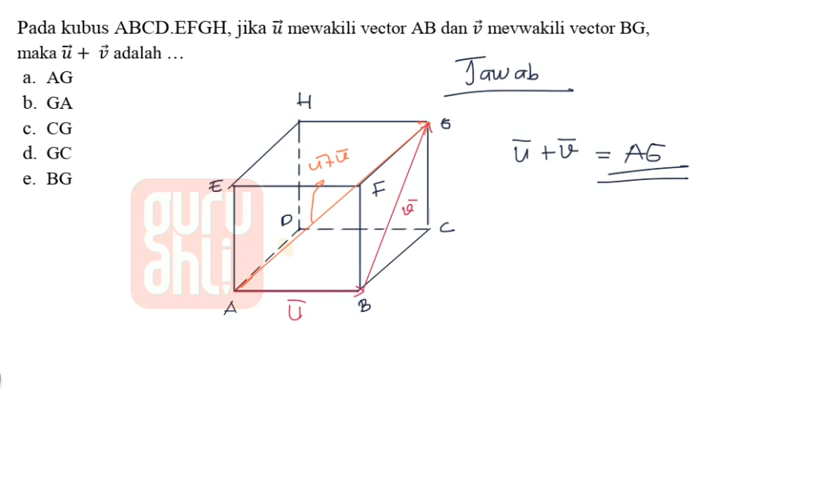 Pada kubus ABCD.EFGH, jika u⃗ mewakili vector AB dan v⃗ mevwakili vector BG,
maka u⃗ + v⃗ adalah …
a. AG
b. GA
c. CG
d. GC
e. BG
Jawab
u̅ + v̅ = AG
H
G
u̅+v̅
E
F
v̅
D
C
guru
ahli
A
u̅
B